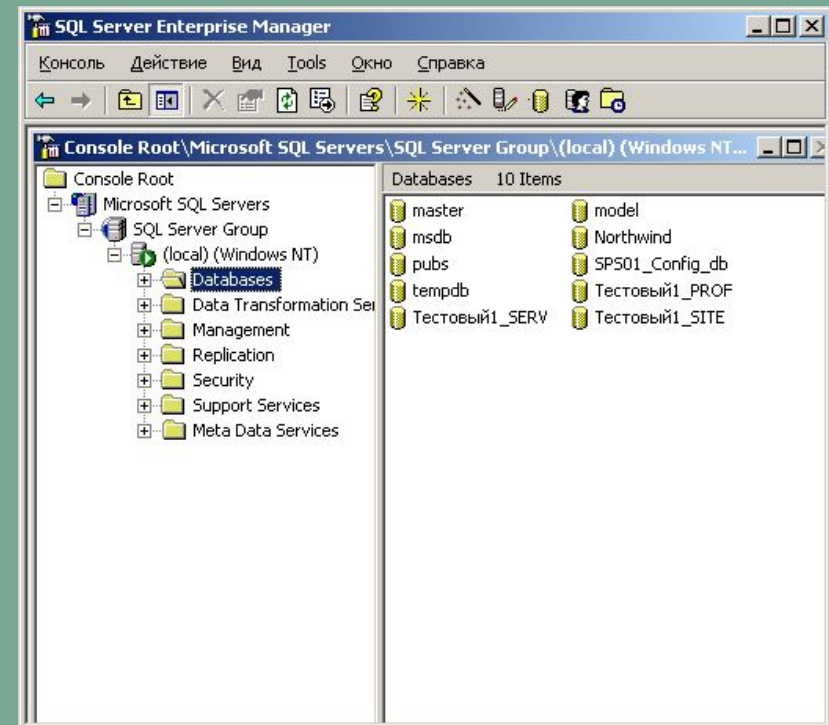 SQL Server Enterprise Manager
Консоль Действие Вид Tools Окно Справка
Console Root\Microsoft SQL Servers\SQL Server Group\(local) (Windows NT...
Console Root
Microsoft SQL Servers
SQL Server Group
(local) (Windows NT)
Databases
Data Transformation Ser
Management
Replication
Security
Support Services
Meta Data Services
Databases 10 Items
master model
msdb Northwind
pubs SPS01_Config_db
tempdb Тестовый1_PROF
Тестовый1_SERV Тестовый1_SITE